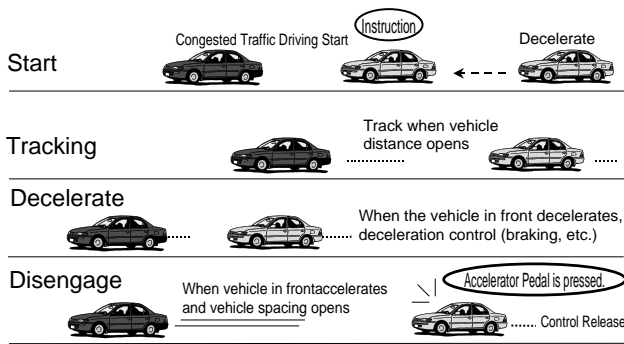 Instruction
Congested Traffic Driving Start
Decelerate
Start
Track when vehicle
distance opens
Tracking
Decelerate
When the vehicle in front decelerates,
deceleration control (braking, etc.)
Disengage
When vehicle in frontaccelerates
and vehicle spacing opens
Accelerator Pedal is pressed.
Control Release